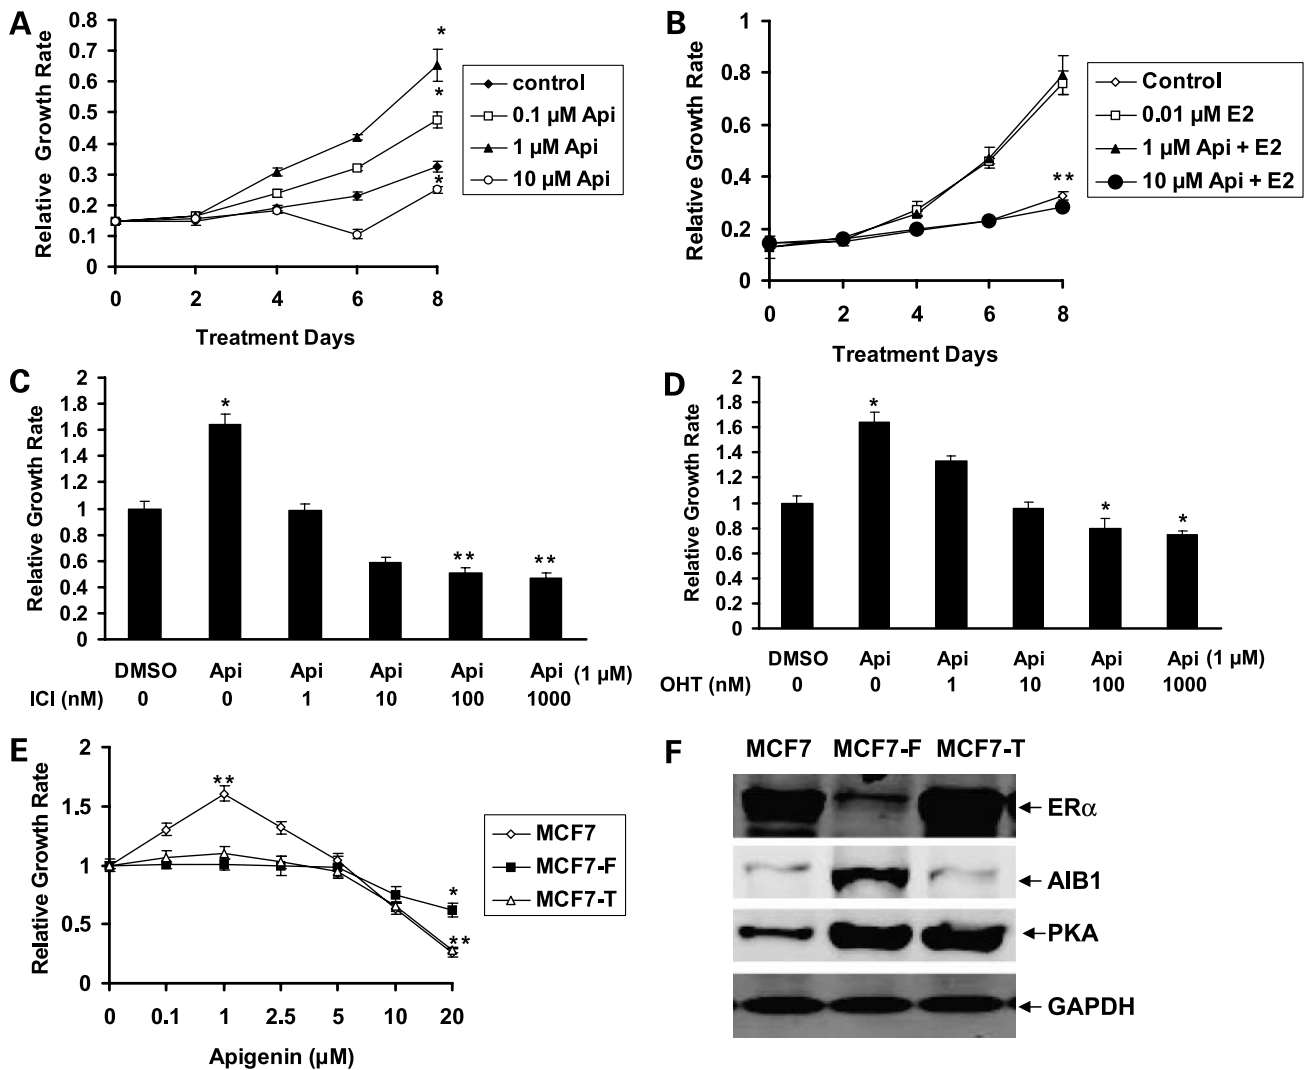 A
Relative Growth Rate
0.8
0.7
0.6
0.5
0.4
0.3
0.2
0.1
0
*
*
*
0 2 4 6 8
Treatment Days
control
0.1 µM Api
1 µM Api
10 µM Api
B
Relative Growth Rate
1
0.8
0.6
0.4
0.2
0
**
0 2 4 6 8
Treatment Days
Control
0.01 µM E2
1 µM Api + E2
10 µM Api + E2
C
Relative Growth Rate
2
1.8
1.6
1.4
1.2
1
0.8
0.6
0.4
0.2
0
*
**
**
DMSO Api Api Api Api Api (1 µM)
ICI (nM) 0 0 1 10 100 1000
D
Relative Growth Rate
2
1.8
1.6
1.4
1.2
1
0.8
0.6
0.4
0.2
0
*
*
*
DMSO Api Api Api Api Api (1 µM)
OHT (nM) 0 0 1 10 100 1000
E
Relative Growth Rate
2
1.5
1
0.5
0
**
*
**
0 0.1 1 2.5 5 10 20
Apigenin (µM)
MCF7
MCF7-F
MCF7-T
F
MCF7 MCF7-F MCF7-T
ERα
AIB1
PKA
GAPDH